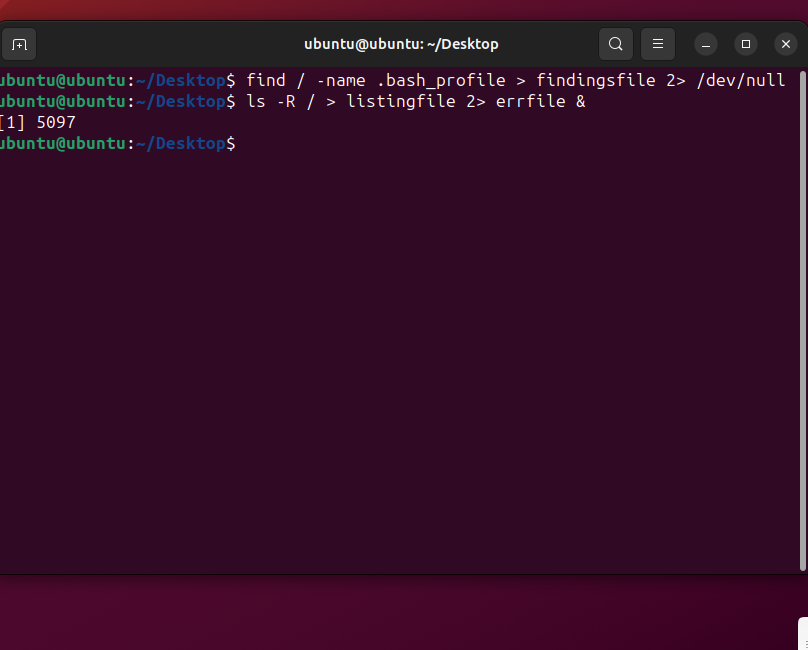 ubuntu@ubuntu: ~/Desktop
ubuntu@ubuntu:~/Desktop$ find / -name .bash_profile > findingsfile 2> /dev/null
ubuntu@ubuntu:~/Desktop$ ls -R / > listingfile 2> errfile &
[1] 5097
ubuntu@ubuntu:~/Desktop$